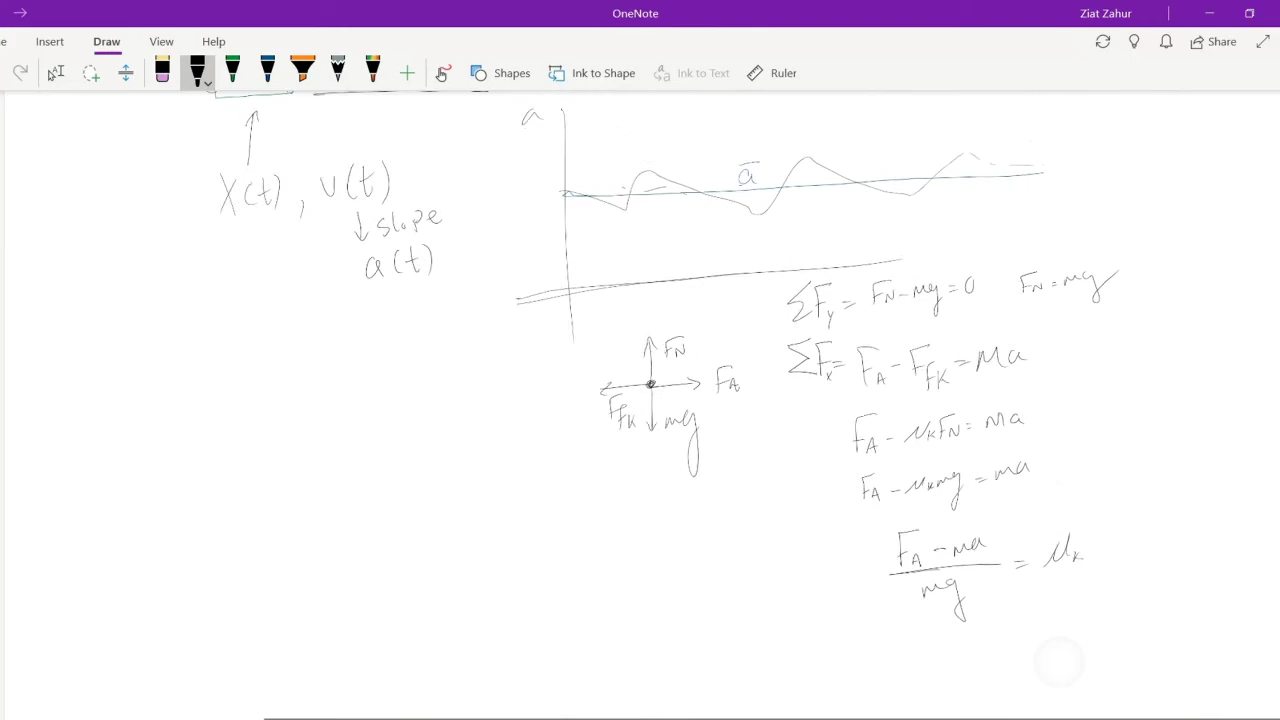 OneNote
Ziat Zahur
Insert Draw View Help
Share
Shapes Ink to Shape Ink to Text Ruler
a
ā
X(t), v(t)
↓ slope
a(t)
ΣFy = FN - mg = 0 FN = mg
ΣFx = FA - FfK = Ma
FN
FA
FfK
mg
FA - μKFN = Ma
FA - μKmg = ma
FA - ma
mg
= μK